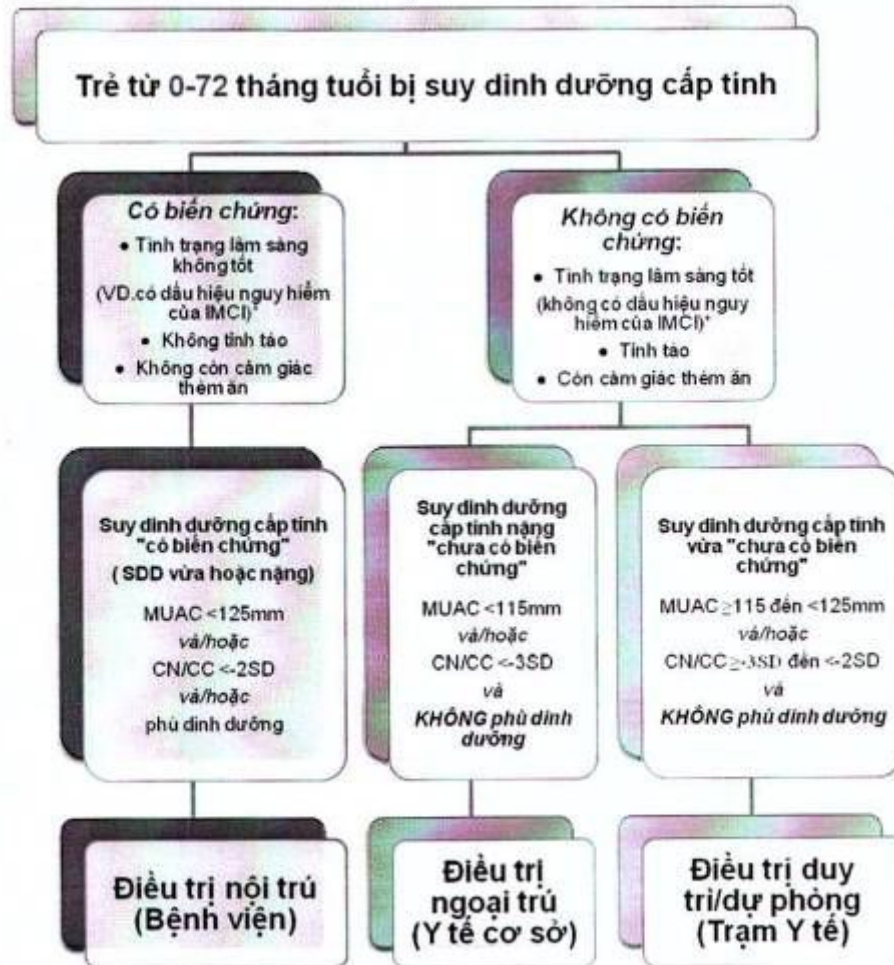 Trẻ từ 0-72 tháng tuổi bị suy dinh dưỡng cấp tính
Có biến chứng:
• Tình trạng lâm sàng
không tốt
(VD.có dấu hiệu nguy hiểm
của IMCI)*
• Không tỉnh táo
• Không còn cảm giác
thèm ăn
Không có biến
chứng:
• Tình trạng lâm sàng tốt
(không có dấu hiệu nguy
hiểm của IMCI)*
• Tỉnh táo
• Còn cảm giác thèm ăn
Suy dinh dưỡng cấp tính
"có biến chứng"
( SDD vừa hoặc nặng)
MUAC <125mm
và/hoặc
CN/CC <-2SD
và/hoặc
phù dinh dưỡng
Suy dinh dưỡng
cấp tính nặng
"chưa có biến
chứng"
MUAC <115mm
và/hoặc
CN/CC <-3SD
và
KHÔNG phù dinh
dưỡng
Suy dinh dưỡng cấp tính
vừa "chưa có biến
chứng"
MUAC ≥115 đến <125mm
và/hoặc
CN/CC ≥-3SD đến <-2SD
và
KHÔNG phù dinh dưỡng
Điều trị nội trú
(Bệnh viện)
Điều trị
ngoại trú
(Y tế cơ sở)
Điều trị duy
trì/dự phòng
(Trạm Y tế)